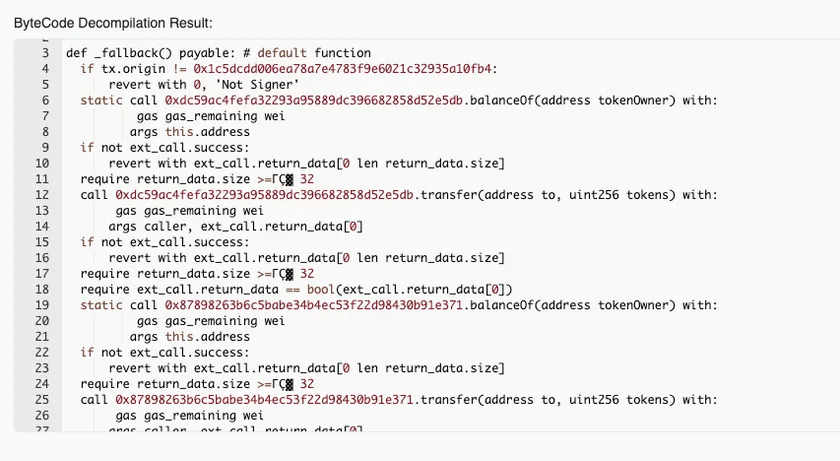 ByteCode Decompilation Result:
3 def _fallback() payable: # default function
4 if tx.origin != 0x1c5dcdd006ea78a7e4783f9e6021c32935a10fb4:
5 revert with 0, 'Not Signer'
6 static call 0xdc59ac4fefa32293a95889dc396682858d52e5db.balanceOf(address tokenOwner) with:
7 gas gas_remaining wei
8 args this.address
9 if not ext_call.success:
10 revert with ext_call.return_data[0 len return_data.size]
11 require return_data.size >=ΓÇ▓ 32
12 call 0xdc59ac4fefa32293a95889dc396682858d52e5db.transfer(address to, uint256 tokens) with:
13 gas gas_remaining wei
14 args caller, ext_call.return_data[0]
15 if not ext_call.success:
16 revert with ext_call.return_data[0 len return_data.size]
17 require return_data.size >=ΓÇ▓ 32
18 require ext_call.return_data == bool(ext_call.return_data[0])
19 static call 0x87898263b6c5babe34b4ec53f22d98430b91e371.balanceOf(address tokenOwner) with:
20 gas gas_remaining wei
21 args this.address
22 if not ext_call.success:
23 revert with ext_call.return_data[0 len return_data.size]
24 require return_data.size >=ΓÇ▓ 32
25 call 0x87898263b6c5babe34b4ec53f22d98430b91e371.transfer(address to, uint256 tokens) with:
26 gas gas_remaining wei
27 args caller, ext_call.return_data[0]